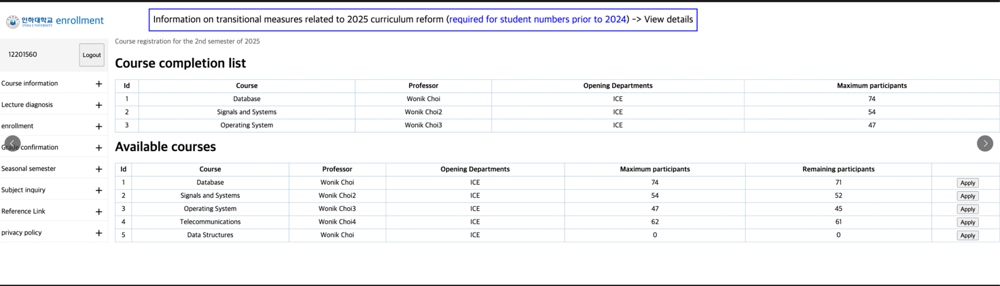 인하대학교 enrollment
INHA UNIVERSITY
Information on transitional measures related to 2025 curriculum reform (required for student numbers prior to 2024) -> View details
12201560 Logout
Course information +
Lecture diagnosis +
enrollment +
Grade confirmation +
Seasonal semester +
Subject inquiry +
Reference Link +
privacy policy +
Course registration for the 2nd semester of 2025
Course completion list
Id Course Professor Opening Departments Maximum participants
1 Database Wonik Choi ICE 74
2 Signals and Systems Wonik Choi2 ICE 54
3 Operating System Wonik Choi3 ICE 47
Available courses
Id Course Professor Opening Departments Maximum participants Remaining participants
1 Database Wonik Choi ICE 74 71 Apply
2 Signals and Systems Wonik Choi2 ICE 54 52 Apply
3 Operating System Wonik Choi3 ICE 47 45 Apply
4 Telecommunications Wonik Choi4 ICE 62 61 Apply
5 Data Structures Wonik Choi ICE 0 0 Apply